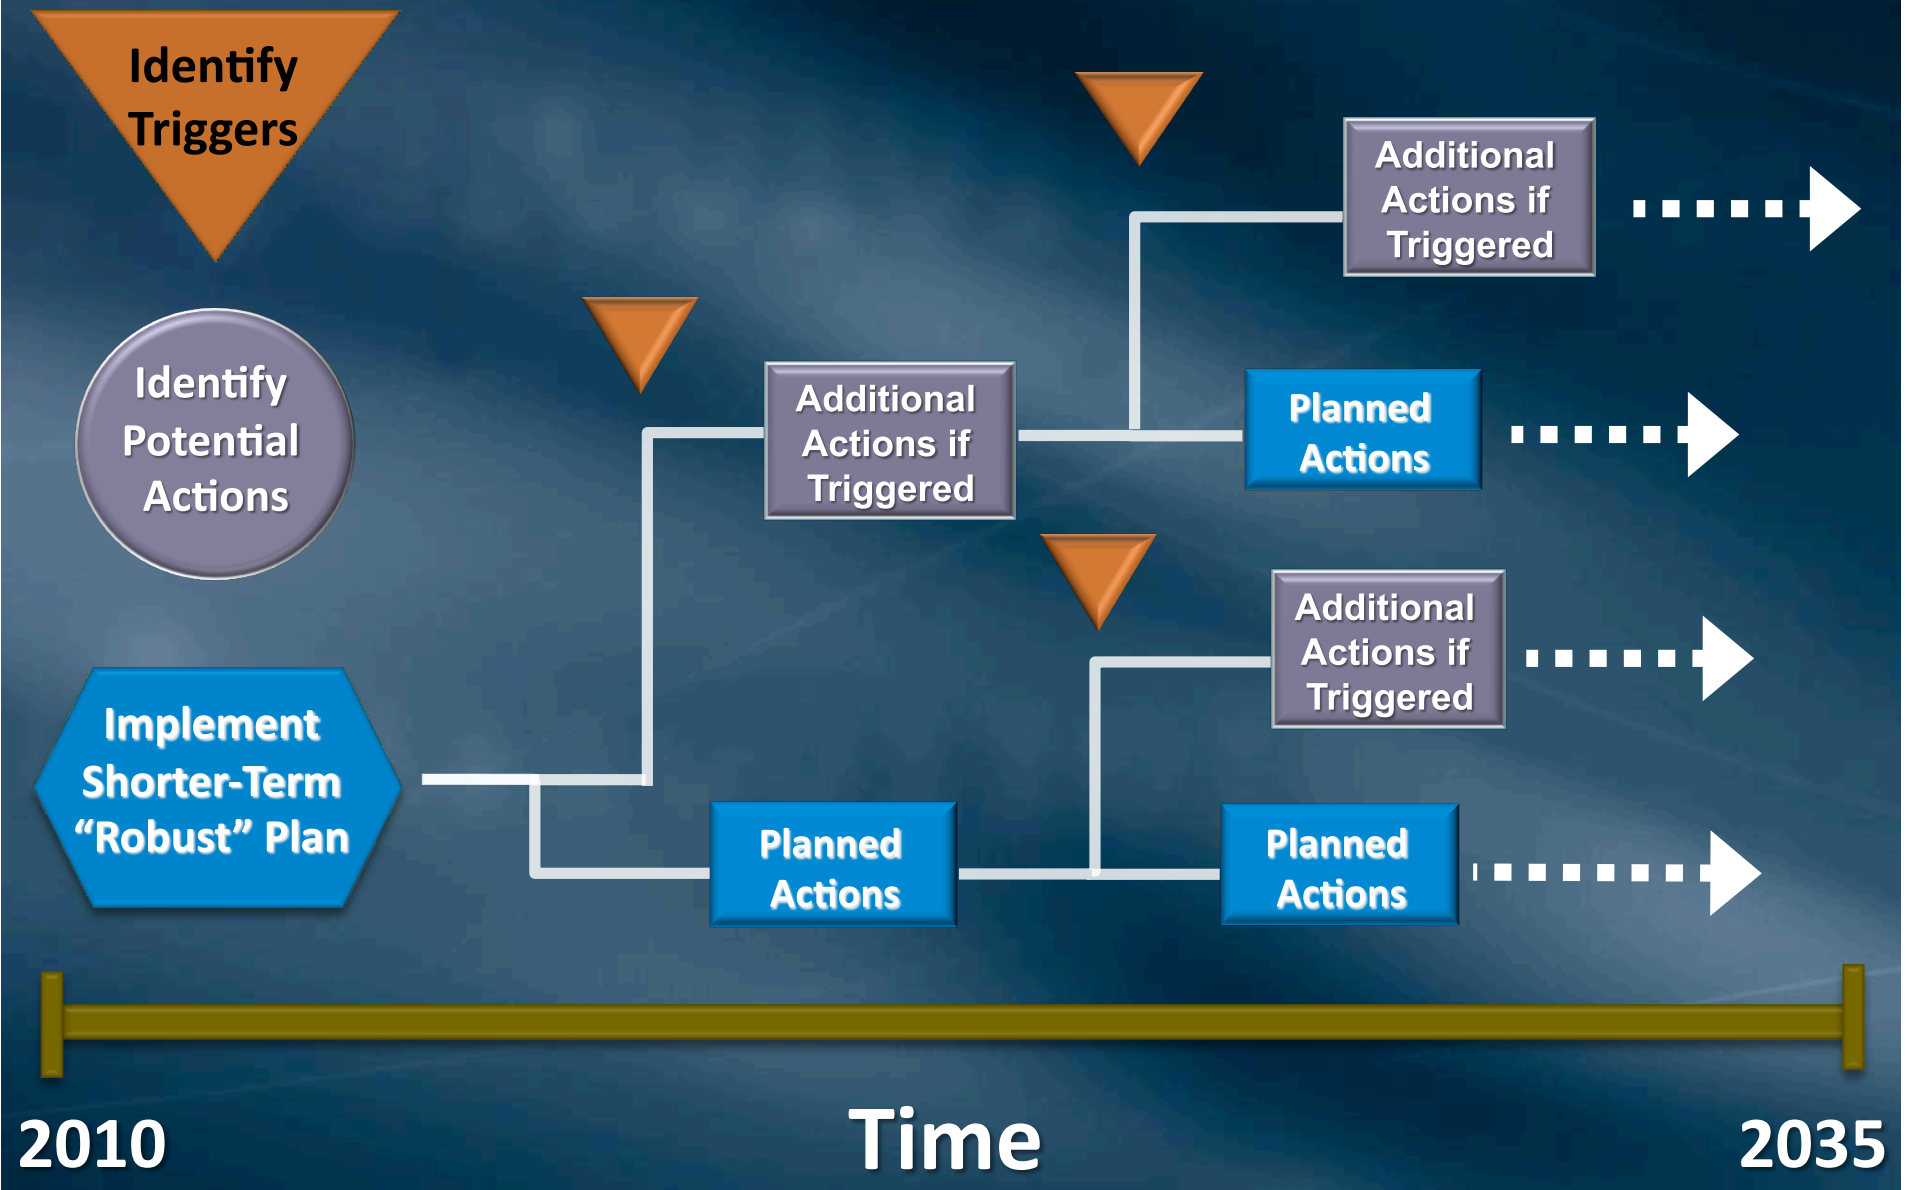 Identify
Triggers
Identify
Potential
Actions
Implement
Shorter-Term
“Robust” Plan
Additional
Actions if
Triggered
Planned
Actions
Additional
Actions if
Triggered
Planned
Actions
Additional
Actions if
Triggered
Planned
Actions
2010
Time
2035